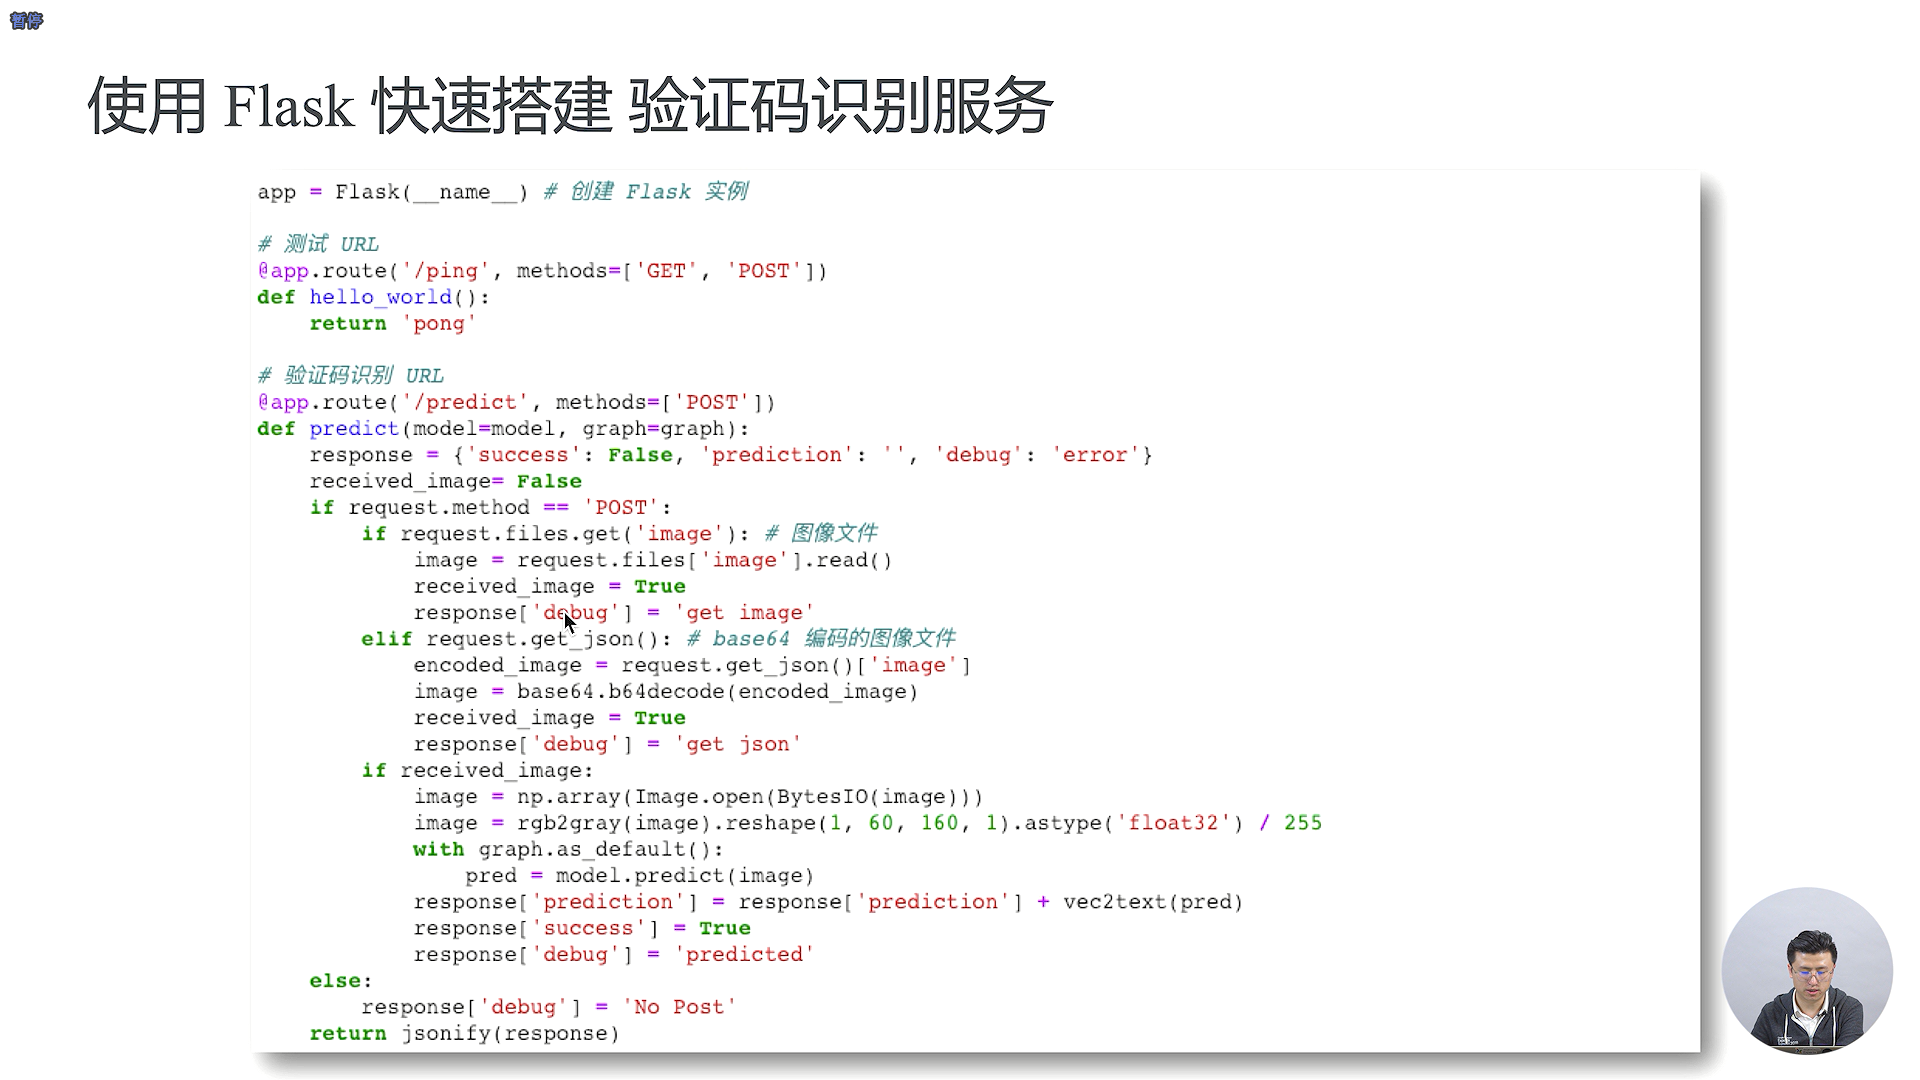 暂停
使用 Flask 快速搭建 验证码识别服务
app = Flask(__name__) # 创建 Flask 实例
# 测试 URL
@app.route('/ping', methods=['GET', 'POST'])
def hello_world():
    return 'pong'
# 验证码识别 URL
@app.route('/predict', methods=['POST'])
def predict(model=model, graph=graph):
    response = {'success': False, 'prediction': '', 'debug': 'error'}
    received_image= False
    if request.method == 'POST':
        if request.files.get('image'): # 图像文件
            image = request.files['image'].read()
            received_image = True
            response['debug'] = 'get image'
        elif request.get_json(): # base64 编码的图像文件
            encoded_image = request.get_json()['image']
            image = base64.b64decode(encoded_image)
            received_image = True
            response['debug'] = 'get json'
        if received_image:
            image = np.array(Image.open(BytesIO(image)))
            image = rgb2gray(image).reshape(1, 60, 160, 1).astype('float32') / 255
            with graph.as_default():
                pred = model.predict(image)
            response['prediction'] = response['prediction'] + vec2text(pred)
            response['success'] = True
            response['debug'] = 'predicted'
    else:
        response['debug'] = 'No Post'
    return jsonify(response)